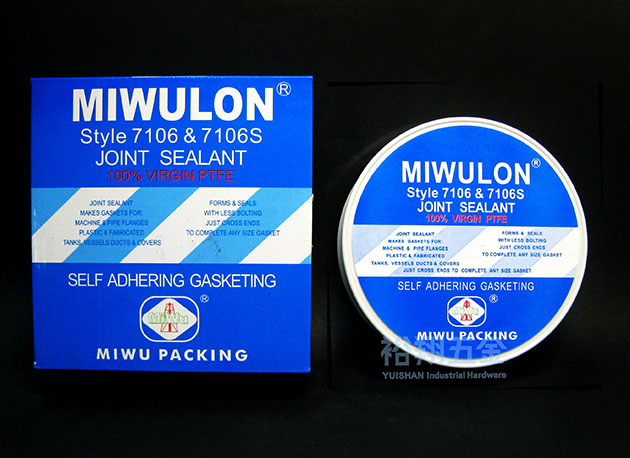 MIWULON®
Style 7106 & 7106S
JOINT SEALANT
100% VIRGIN PTFE
JOINT SEALANT
MAKES GASKETS FOR:
MACHINE & PIPE FLANGES
PLASTIC & FABRICATED
TANKS, VESSELS DUCTS & COVERS
FORMS & SEALS
WITH LESS BOLTING
JUST CROSS ENDS
TO COMPLETE ANY SIZE GASKET
SELF ADHERING GASKETING
MiWu ®
MIWU PACKING
MIWULON®
Style 7106 & 7106S
JOINT SEALANT
100% VIRGIN PTFE
JOINT SEALANT
MAKES GASKETS FOR:
MACHINE & PIPE FLANGES
PLASTIC & FABRICATED
TANKS, VESSELS DUCTS & COVERS
FORMS & SEALS
WITH LESS BOLTING
JUST CROSS ENDS
TO COMPLETE ANY SIZE GASKET
JUST CROSS ENDS TO COMPLETE ANY SIZE GASKET
SELF ADHERING GASKETING
MiWu ®
MIWU PACKING
裕翔五金
YUISHAN Industrial Hardware